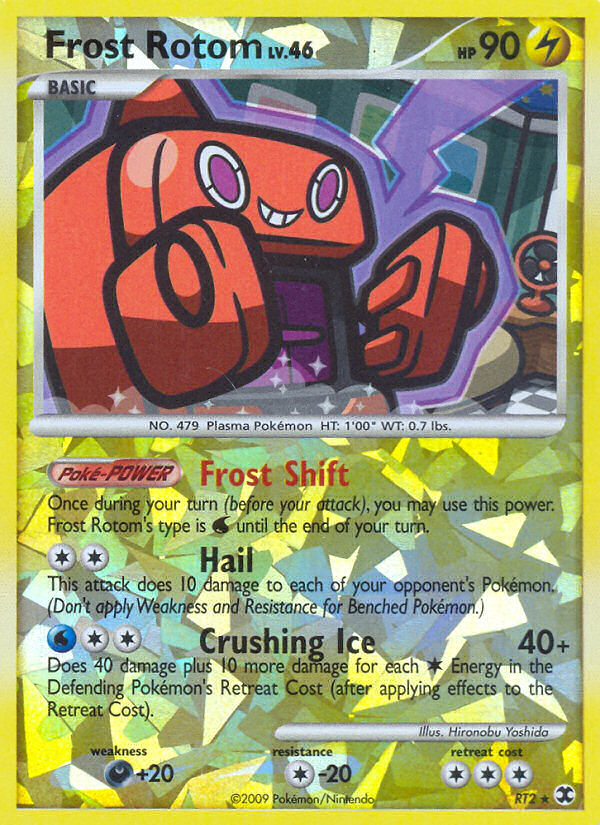 Frost Rotom LV.46 HP 90
BASIC
NO. 479 Plasma Pokémon HT: 1'00" WT: 0.7 lbs.
Poké-POWER Frost Shift
Once during your turn (before your attack), you may use this power.
Frost Rotom's type is until the end of your turn.
Hail
This attack does 10 damage to each of your opponent's Pokémon.
(Don't apply Weakness and Resistance for Benched Pokémon.)
Crushing Ice 40+
Does 40 damage plus 10 more damage for each Energy in the
Defending Pokémon's Retreat Cost (after applying effects to the
Retreat Cost).
Illus. Hironobu Yoshida
weakness resistance retreat cost
+20 -20
©2009 Pokémon/Nintendo RT2